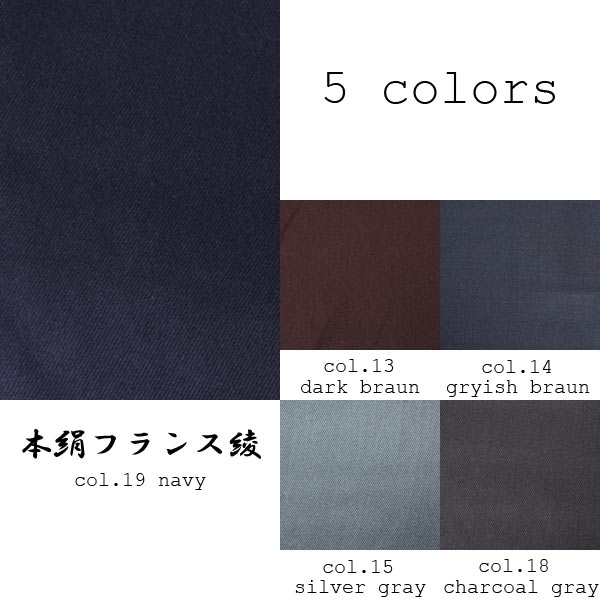 5 colors
col.13
dark braun
col.14
gryish braun
本絹フランス綾
col.19 navy
col.15
silver gray
col.18
charcoal gray